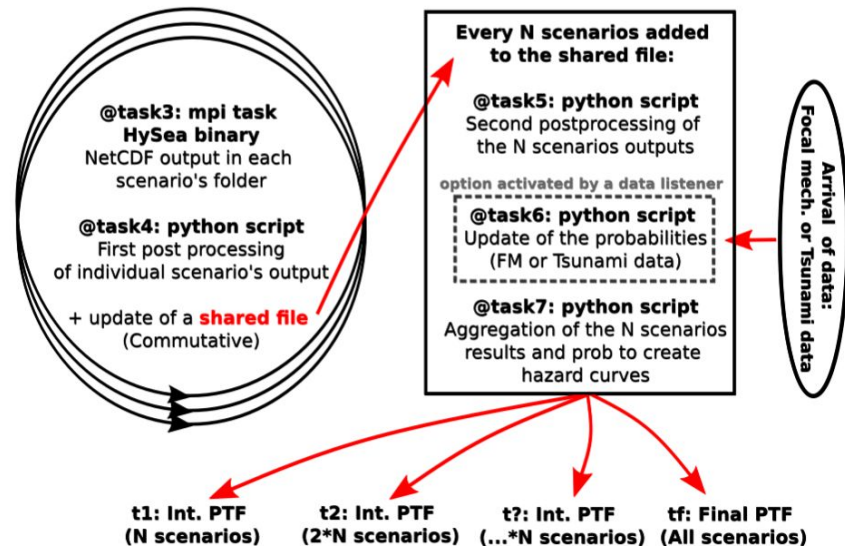 @task3: mpi task
HySea binary
NetCDF output in each
scenario's folder
@task4: python script
First post processing
of individual scenario's output
+ update of a shared file
(Commutative)
Every N scenarios added
to the shared file:
@task5: python script
Second postprocessing of
the N scenarios outputs
option activated by a data listener
@task6: python script
Update of the probabilities
(FM or Tsunami data)
@task7: python script
Aggregation of the N scenarios
results and prob to create
hazard curves
Arrival of data:
Focal mech. or Tsunami data
t1: Int. PTF
(N scenarios)
t2: Int. PTF
(2*N scenarios)
t?: Int. PTF
(...*N scenarios)
tf: Final PTF
(All scenarios)